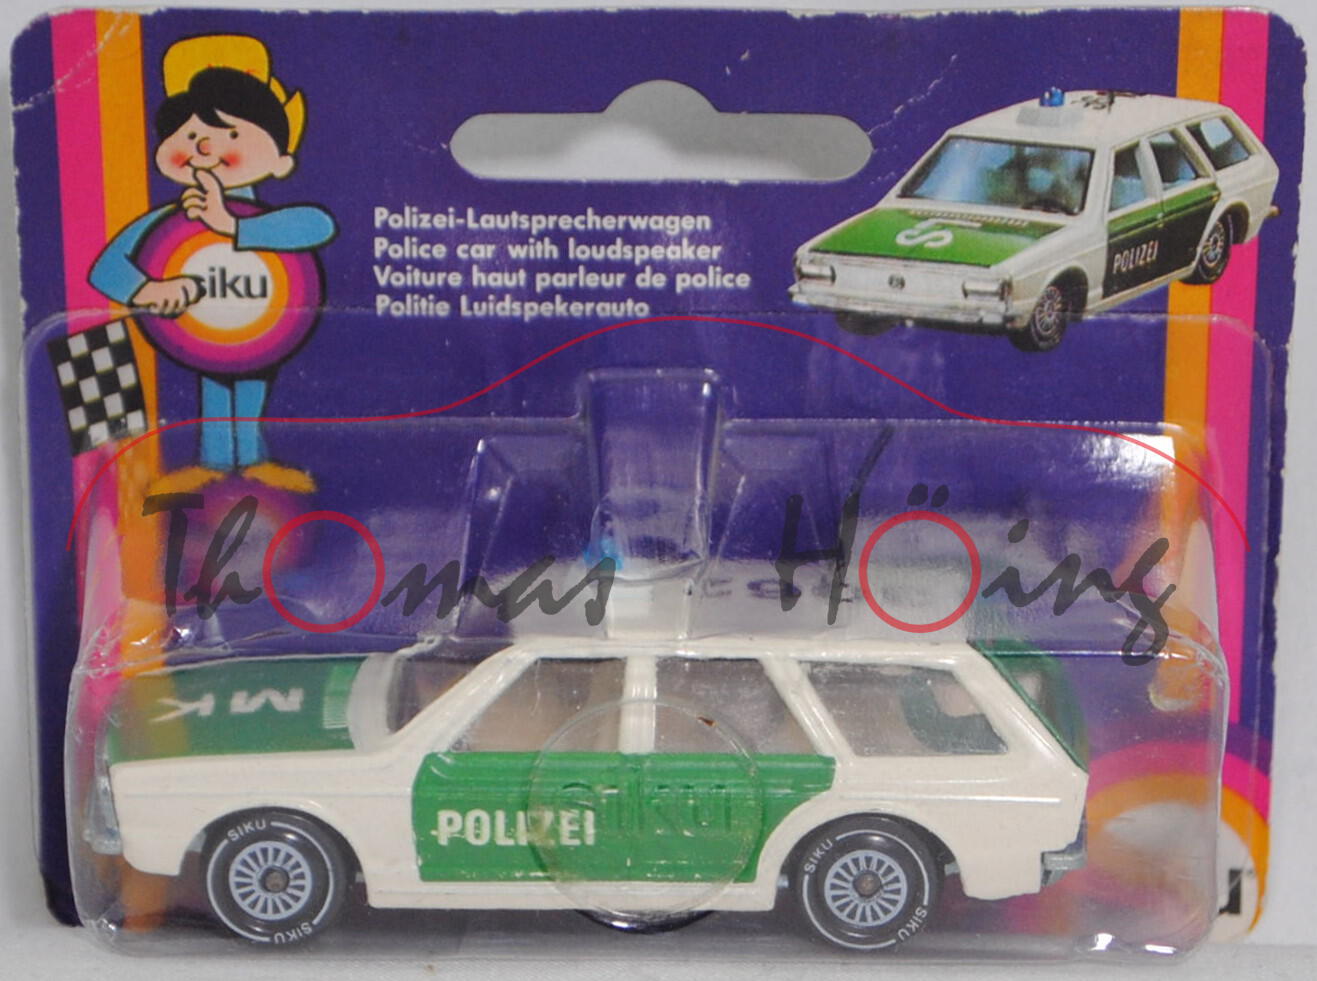 siku
Polizei-Lautsprecherwagen
Police car with loudspeaker
Voiture haut parleur de police
Politie Luidspekerauto
POLIZEI
Thomas Höing
MK
POLIZEI
siku
SIKU
SIKU
SIKU
SIKU